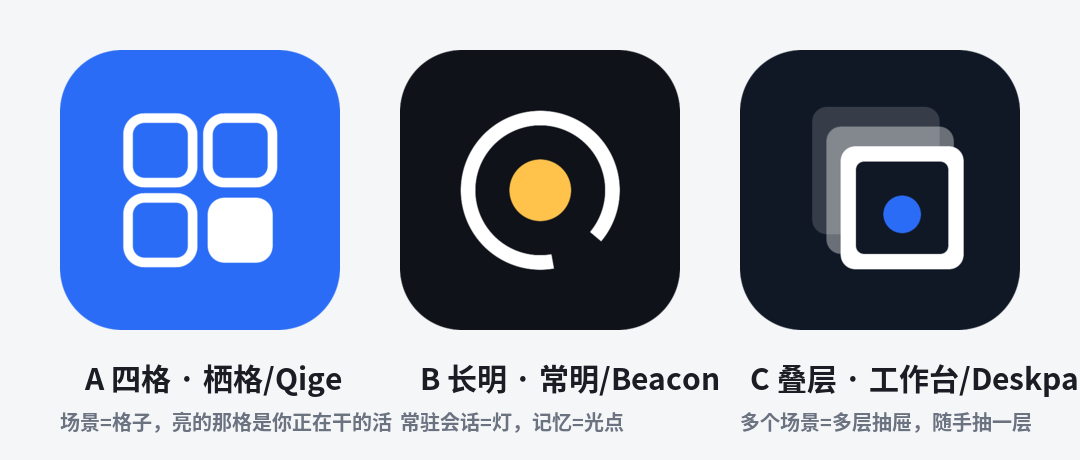 A 四格 · 栖格/Qige
场景=格子，亮的那格是你正在干的活
B 长明 · 常明/Beacon
常驻会话=灯，记忆=光点
C 叠层 · 工作台/Deskpa
多个场景=多层抽屉，随手抽一层